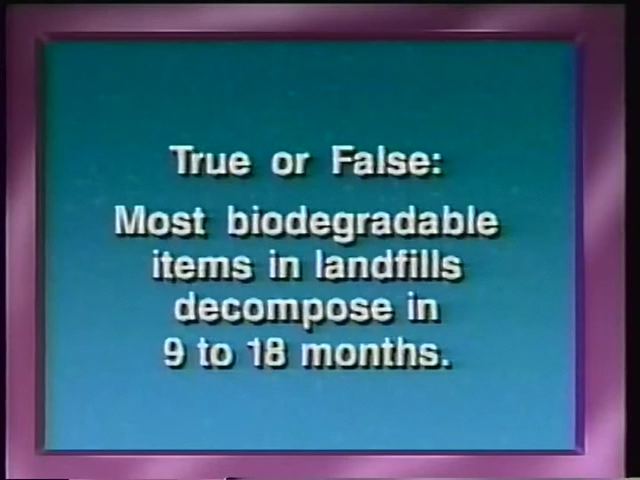 True or False:
Most biodegradable
items in landfills
decompose in
9 to 18 months.